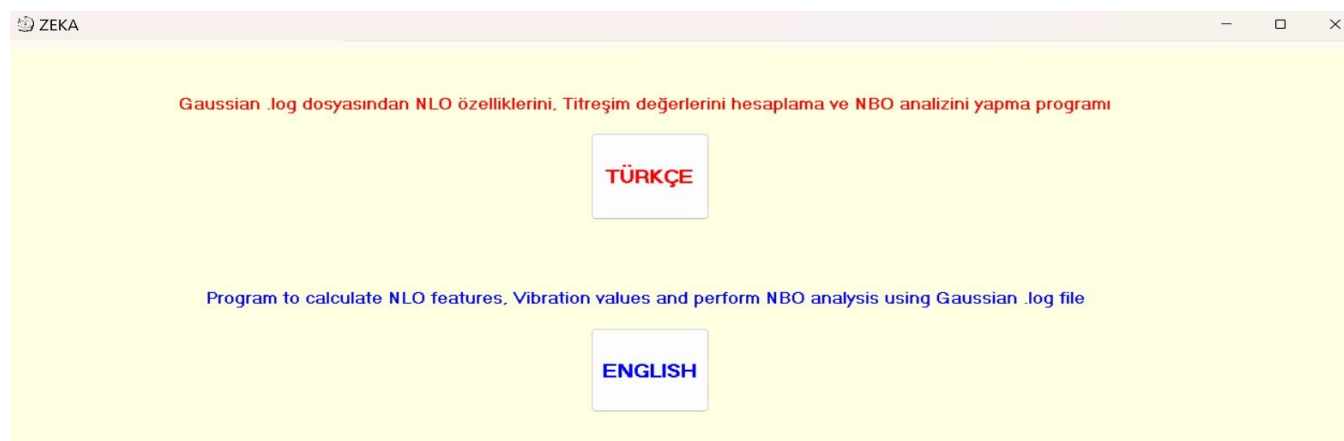 ZEKA
Gaussian .log dosyasından NLO özelliklerini, Titreşim değerlerini hesaplama ve NBO analizini yapma programı
TÜRKÇE
Program to calculate NLO features, Vibration values and perform NBO analysis using Gaussian .log file
ENGLISH